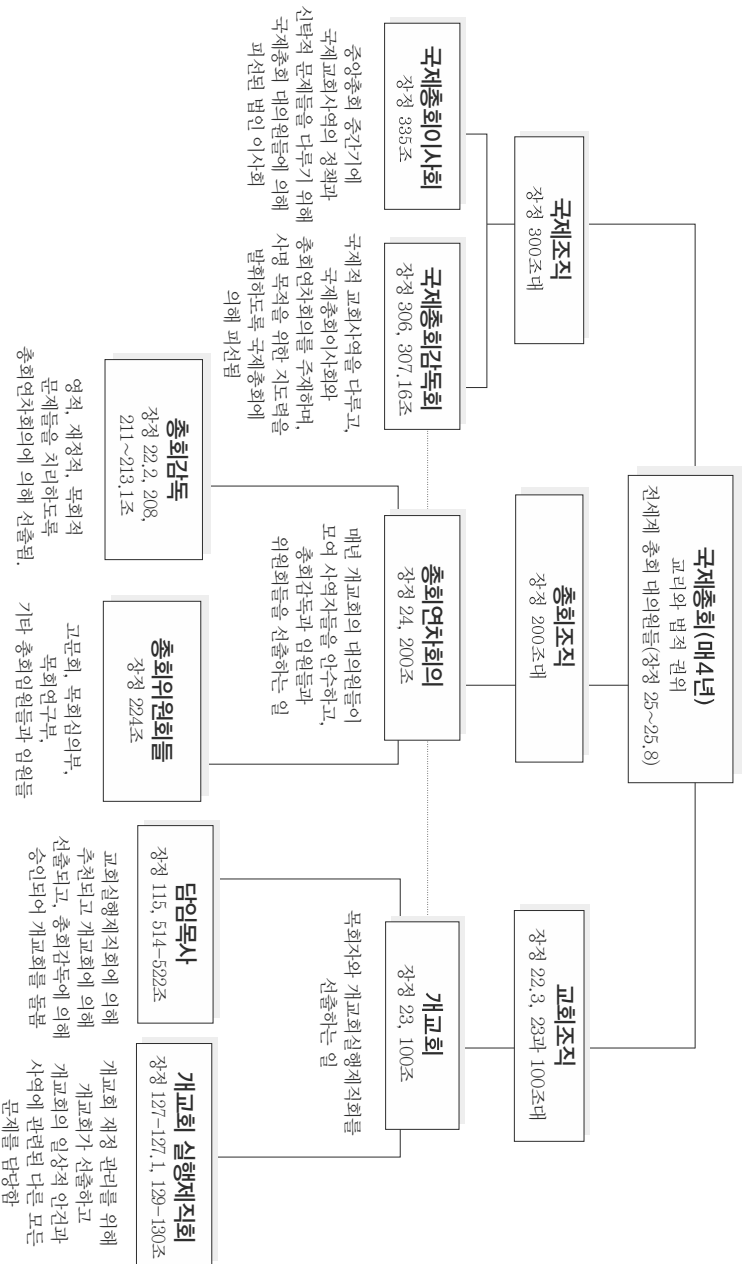 국제총회(매4년)
교리와 법적 권위
전세계 총회 대의원들(장정 25~25.8)
국제조직
장정 300조대
총회조직
장정 200조대
교회조직
장정 22.3, 23과 100조대
국제총회이사회
장정 335조
중앙총회 중간기에
국제교회사역의 정책과
신탁적 문제들을 다루기 위해
국제총회 대의원들에 의해
피선된 법인 이사회
국제총회감독회
장정 306, 307.16조
국제적 교회사역을 다루고,
국제총회이사회와
총회연차회의를 주재하며,
사명 목적을 위한 지도력을
발휘하도록 국제총회에
의해 피선됨
총회연차회의
장정 24, 200조
매년 개교회의 대의원들이
모여 사역자들을 안수하고,
총회감독과 임원들과
위원회들을 선출하는 일
개교회
장정 23, 100조
목회자와 개교회실행제직회를
선출하는 일
총회감독
장정 22.2, 208,
211~213.1조
영적, 재정적, 목회적
문제들을 치리하도록
총회연차회의에 의해 선출됨.
총회위원회들
장정 224조
고문회, 목회심의부,
목회연구부,
기타 총회임원들과 임원들
담임목사
장정 115, 514-522조
교회실행제직회에 의해
추천되고 개교회에 의해
선출되고, 총회감독에 의해
승인되어 개교회를 돌봄
개교회 실행제직회
장정 127-127.1, 129-130조
개교회 재정 관리를 위해
개교회가 선출하고
개교회의 일상적 안건과
사역에 관련된 다른 모든
문제를 담당함